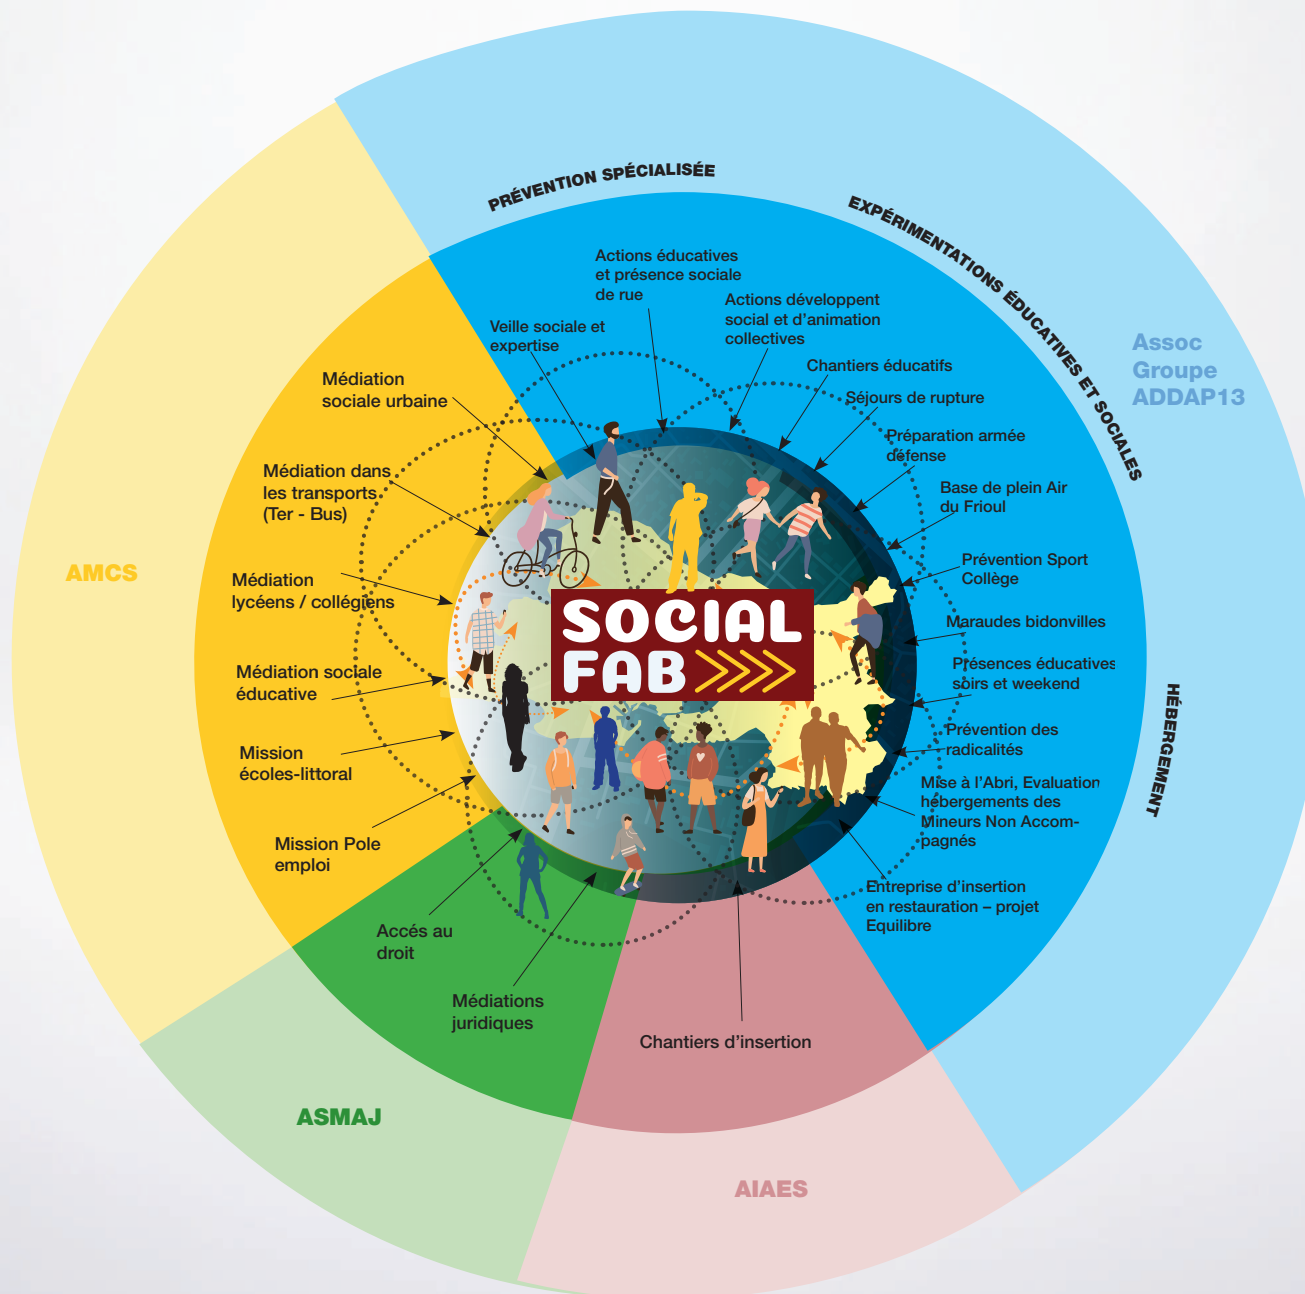 PRÉVENTION SPÉCIALISÉE
EXPÉRIMENTATIONS ÉDUCATIVES ET SOCIALES
HÉBERGEMENT
Assoc
Groupe
ADDAP13
Actions éducatives
et présence sociale
de rue
Veille sociale et
expertise
Actions développent
social et d'animation
collectives
Chantiers éducatifs
Séjours de rupture
Préparation armée
défense
Base de plein Air
du Frioul
Prévention Sport
Collège
Maraudes bidonvilles
Présences éducatives
soirs et weekend
Prévention des
radicalités
Mise à l'Abri, Evaluation
hébergements des
Mineurs Non Accom-
pagnés
Entreprise d'insertion
en restauration – projet
Equilibre
AMCS
Médiation
sociale urbaine
Médiation dans
les transports
(Ter - Bus)
Médiation
lycéens / collégiens
Médiation sociale
éducative
Mission
écoles-littoral
Mission Pole
emploi
SOCIAL
FAB
Accés au
droit
Médiations
juridiques
ASMAJ
Chantiers d'insertion
AIAES